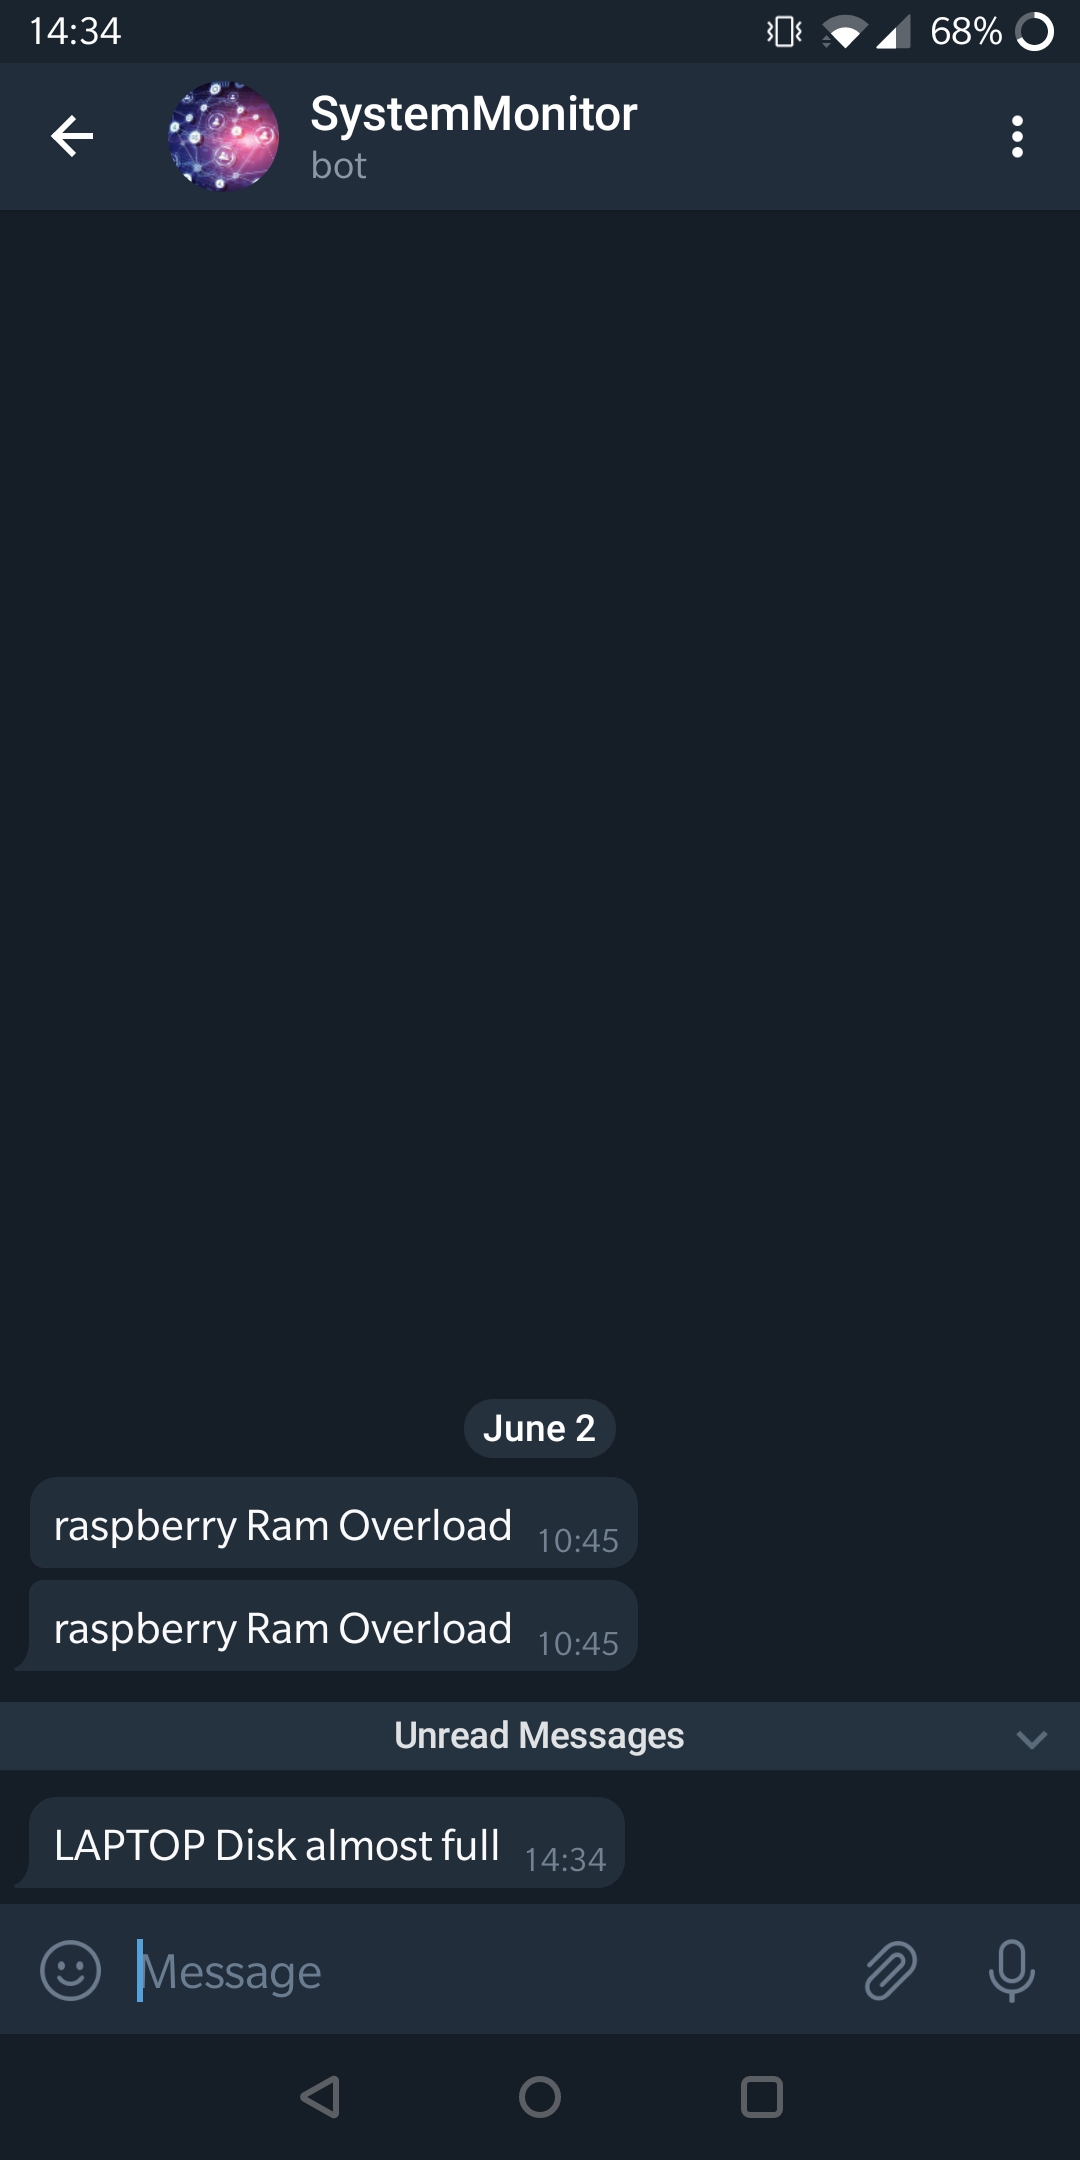 14:34
68%
SystemMonitor
bot
June 2
raspberry Ram Overload 10:45
raspberry Ram Overload 10:45
Unread Messages
LAPTOP Disk almost full 14:34
Message